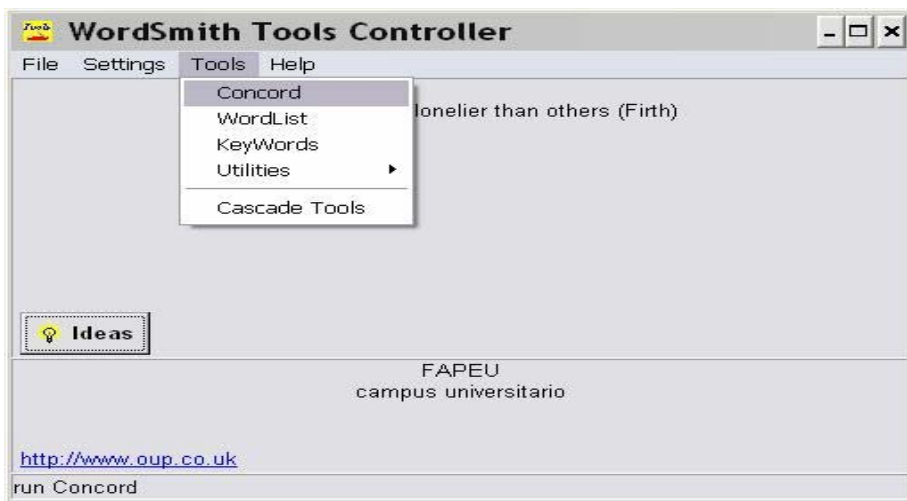 Tools WordSmith Tools Controller
File Settings Tools Help
Concord
lonelier than others (Firth)
WordList
KeyWords
Utilities
Cascade Tools
Ideas
FAPEU
campus universitario
http://www.oup.co.uk
run Concord